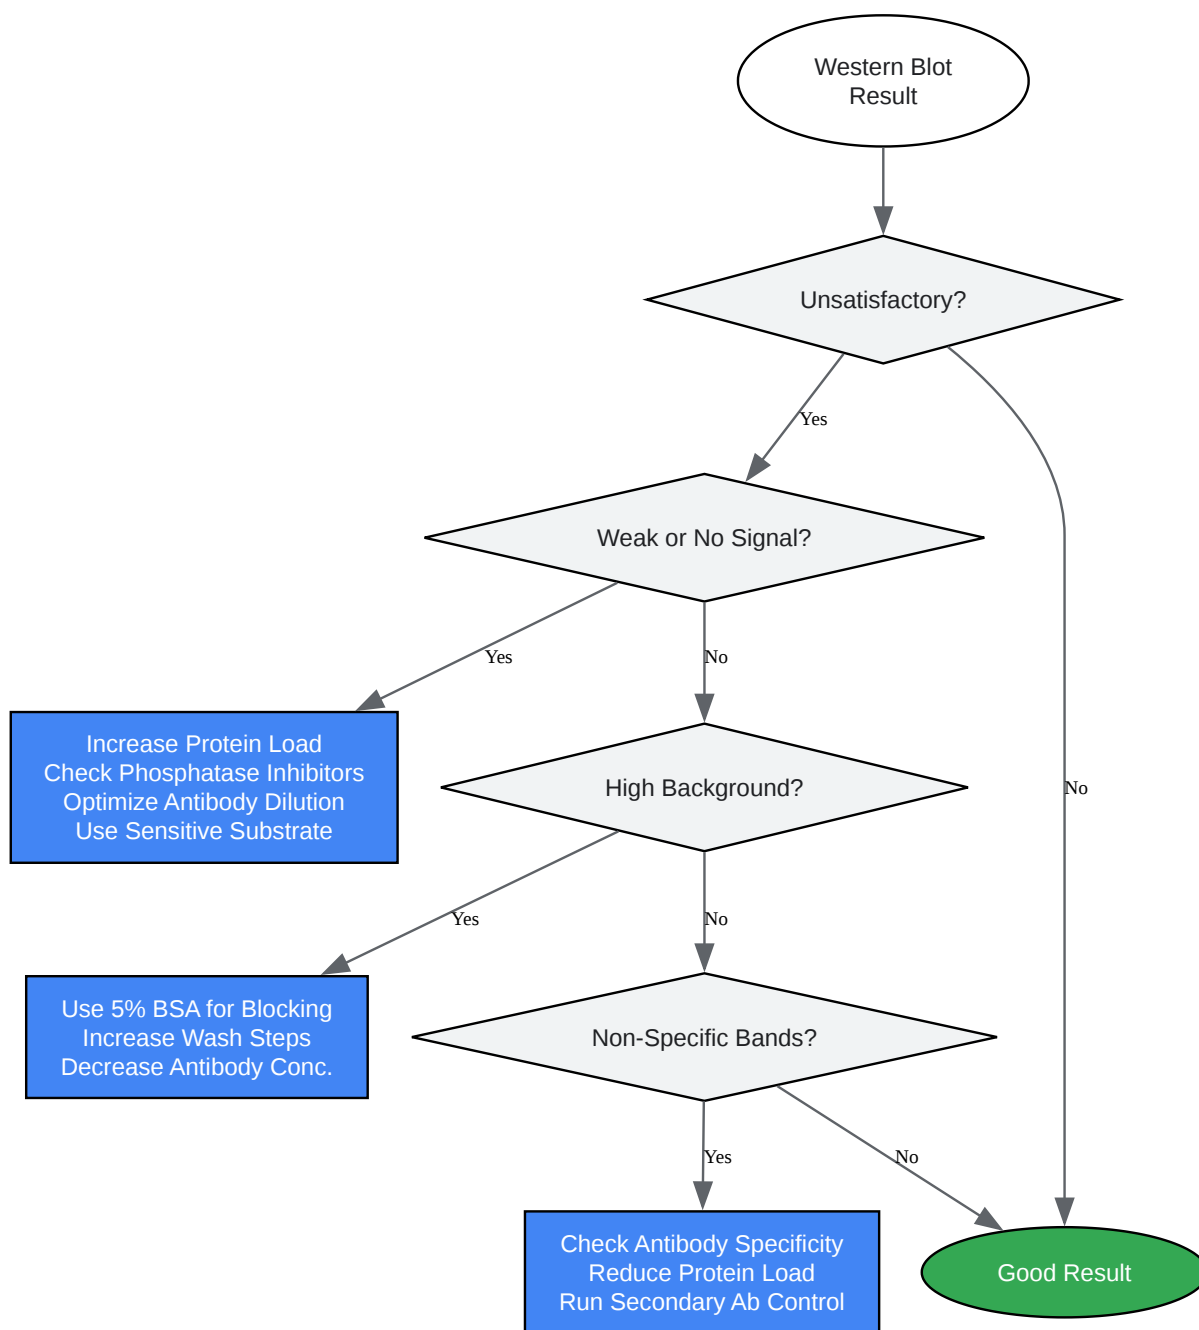 Western Blot
Result
Unsatisfactory?
Yes
Weak or No Signal?
Yes
No
Increase Protein Load
Check Phosphatase Inhibitors
Optimize Antibody Dilution
Use Sensitive Substrate
High Background?
No
Yes
No
Use 5% BSA for Blocking
Increase Wash Steps
Decrease Antibody Conc.
Non-Specific Bands?
Yes
No
Check Antibody Specificity
Reduce Protein Load
Run Secondary Ab Control
Good Result